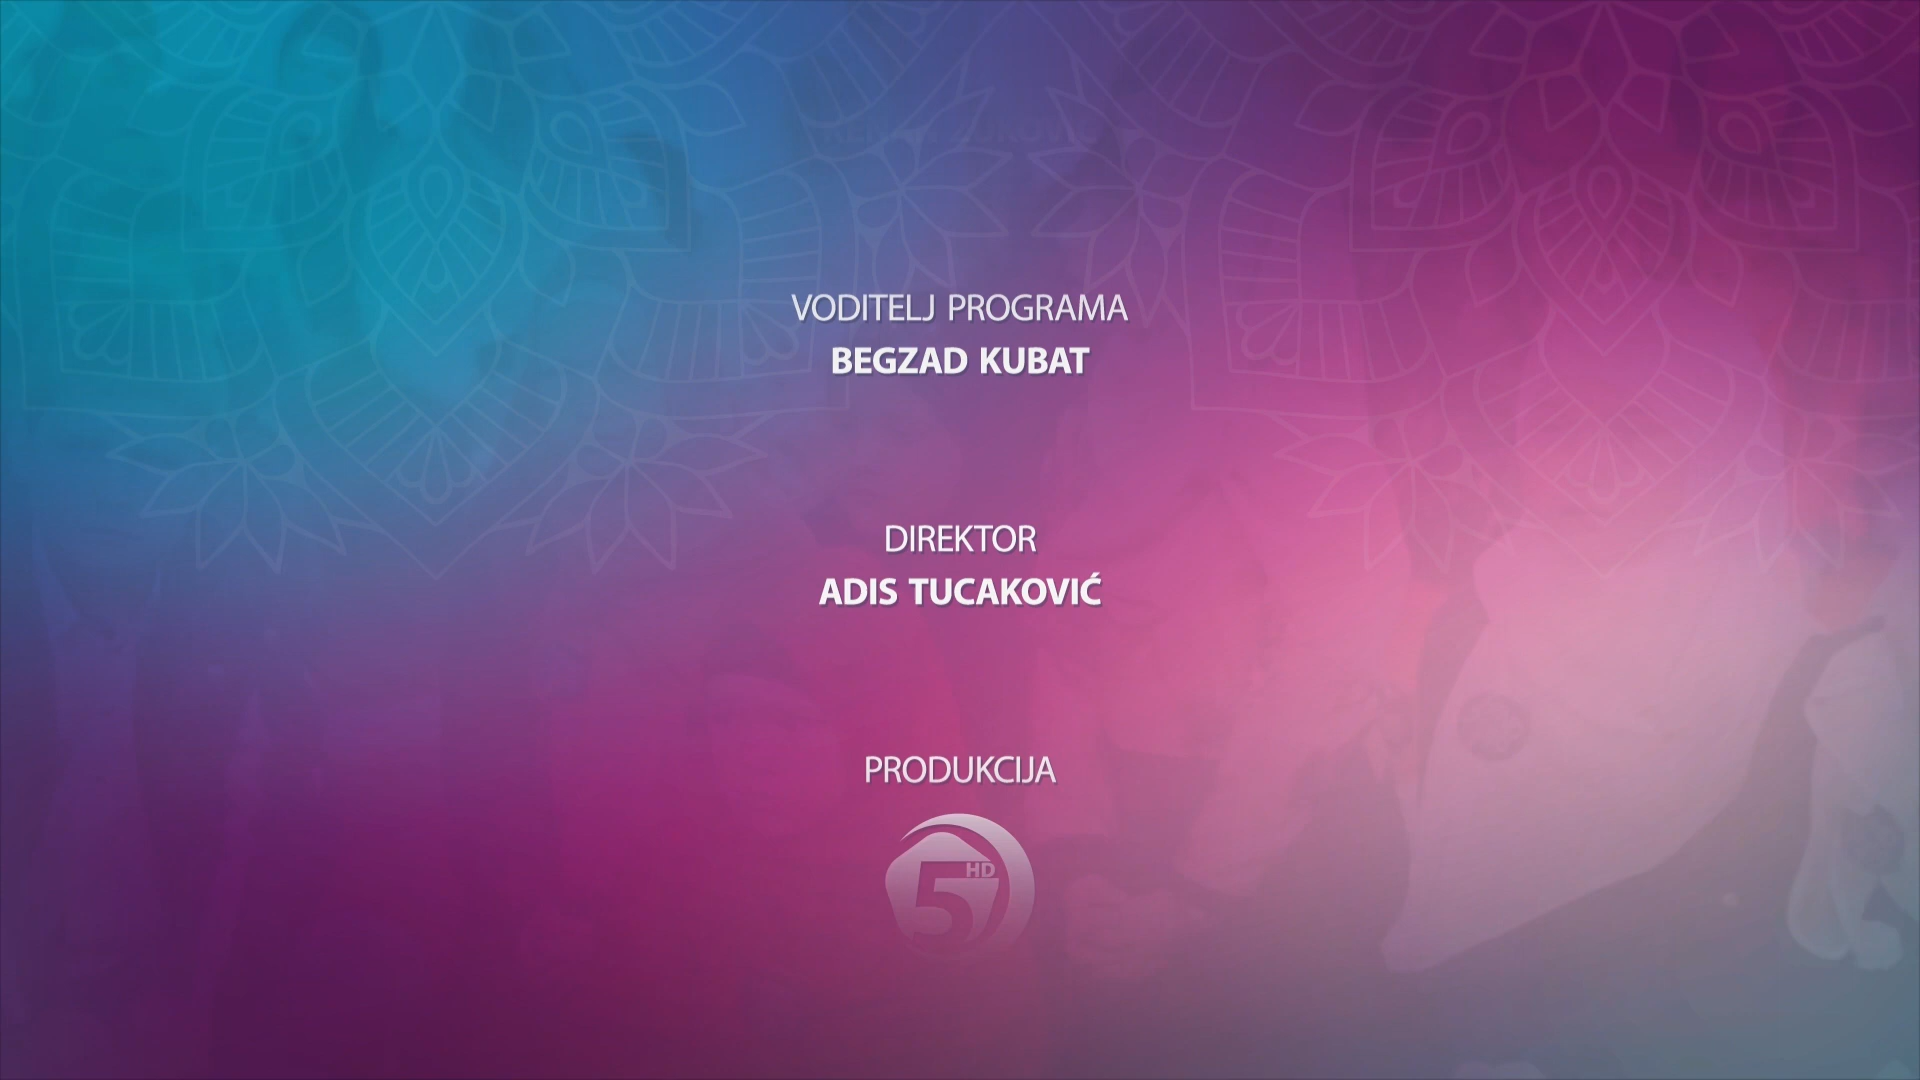 VODITELJ PROGRAMA
BEGZAD KUBAT
DIREKTOR
ADIS TUCAKOVIĆ
PRODUKCIJA
5 HD